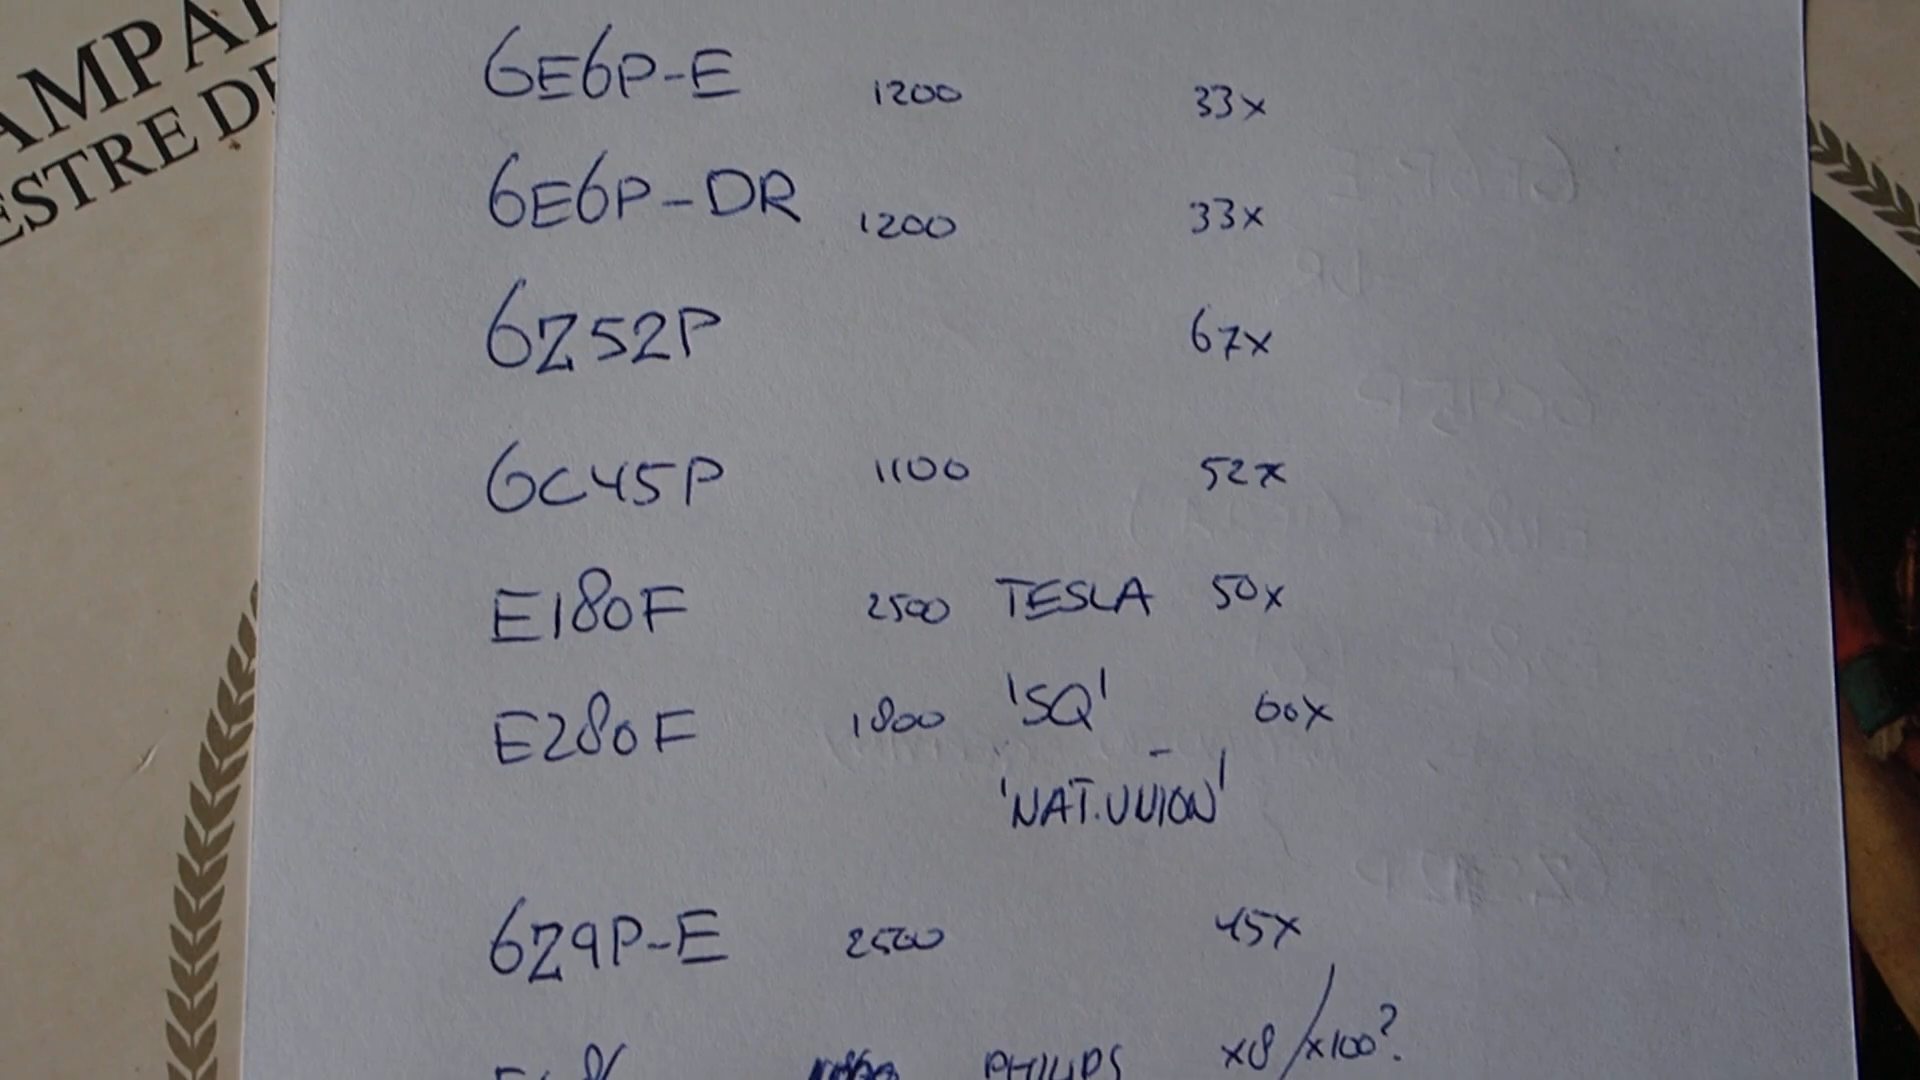 AMPA
ESTRE D
6E6P-E 1200 33x
6E6P-DR 1200 33x
6Z52P 67x
6C45P 1100 52x
E180F 2500 TESLA 50x
E280F 1800 'SQ' 60x
'NAT.UNION'
6Z9P-E 2500 45x
PHILIPS x8/x100?